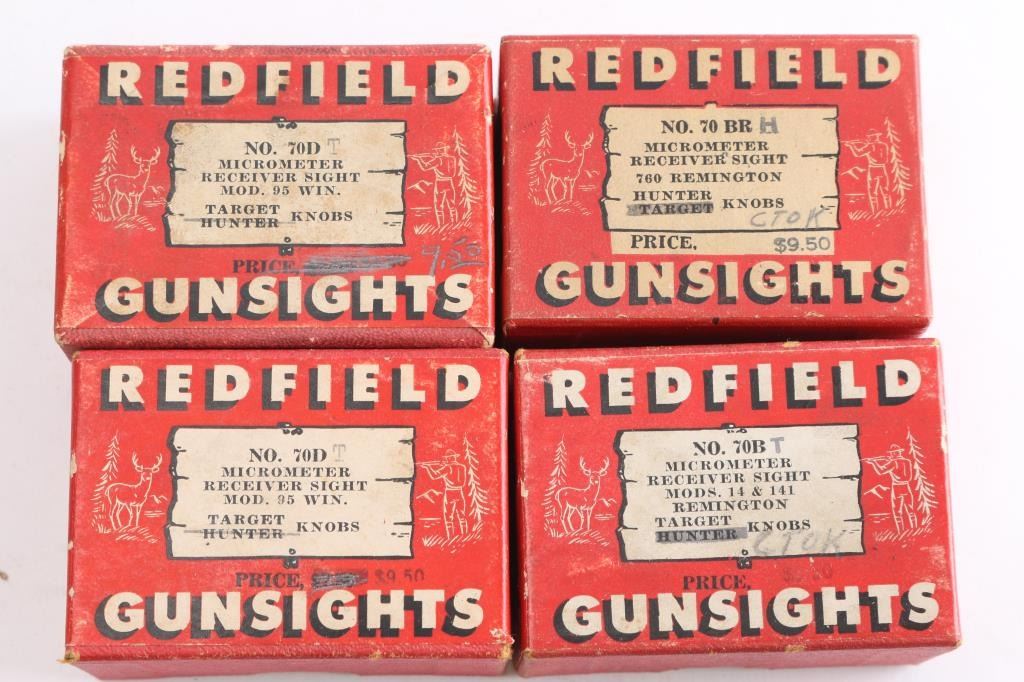 REDFIELD
NO. 70D T
MICROMETER
RECEIVER SIGHT
MOD. 95 WIN.
TARGET
HUNTER KNOBS
PRICE,
GUNSIGHTS
REDFIELD
NO. 70 BR H
MICROMETER
RECEIVER SIGHT
760 REMINGTON
HUNTER
TARGET KNOBS
CTOK
PRICE, $9.50
GUNSIGHTS
REDFIELD
NO. 70D T
MICROMETER
RECEIVER SIGHT
MOD. 95 WIN.
TARGET
HUNTER KNOBS
PRICE, $9.50
GUNSIGHTS
REDFIELD
NO. 70B T
MICROMETER
RECEIVER SIGHT
MODS. 14 & 141
REMINGTON
TARGET
HUNTER KNOBS
CTOK
PRICE,
GUNSIGHTS